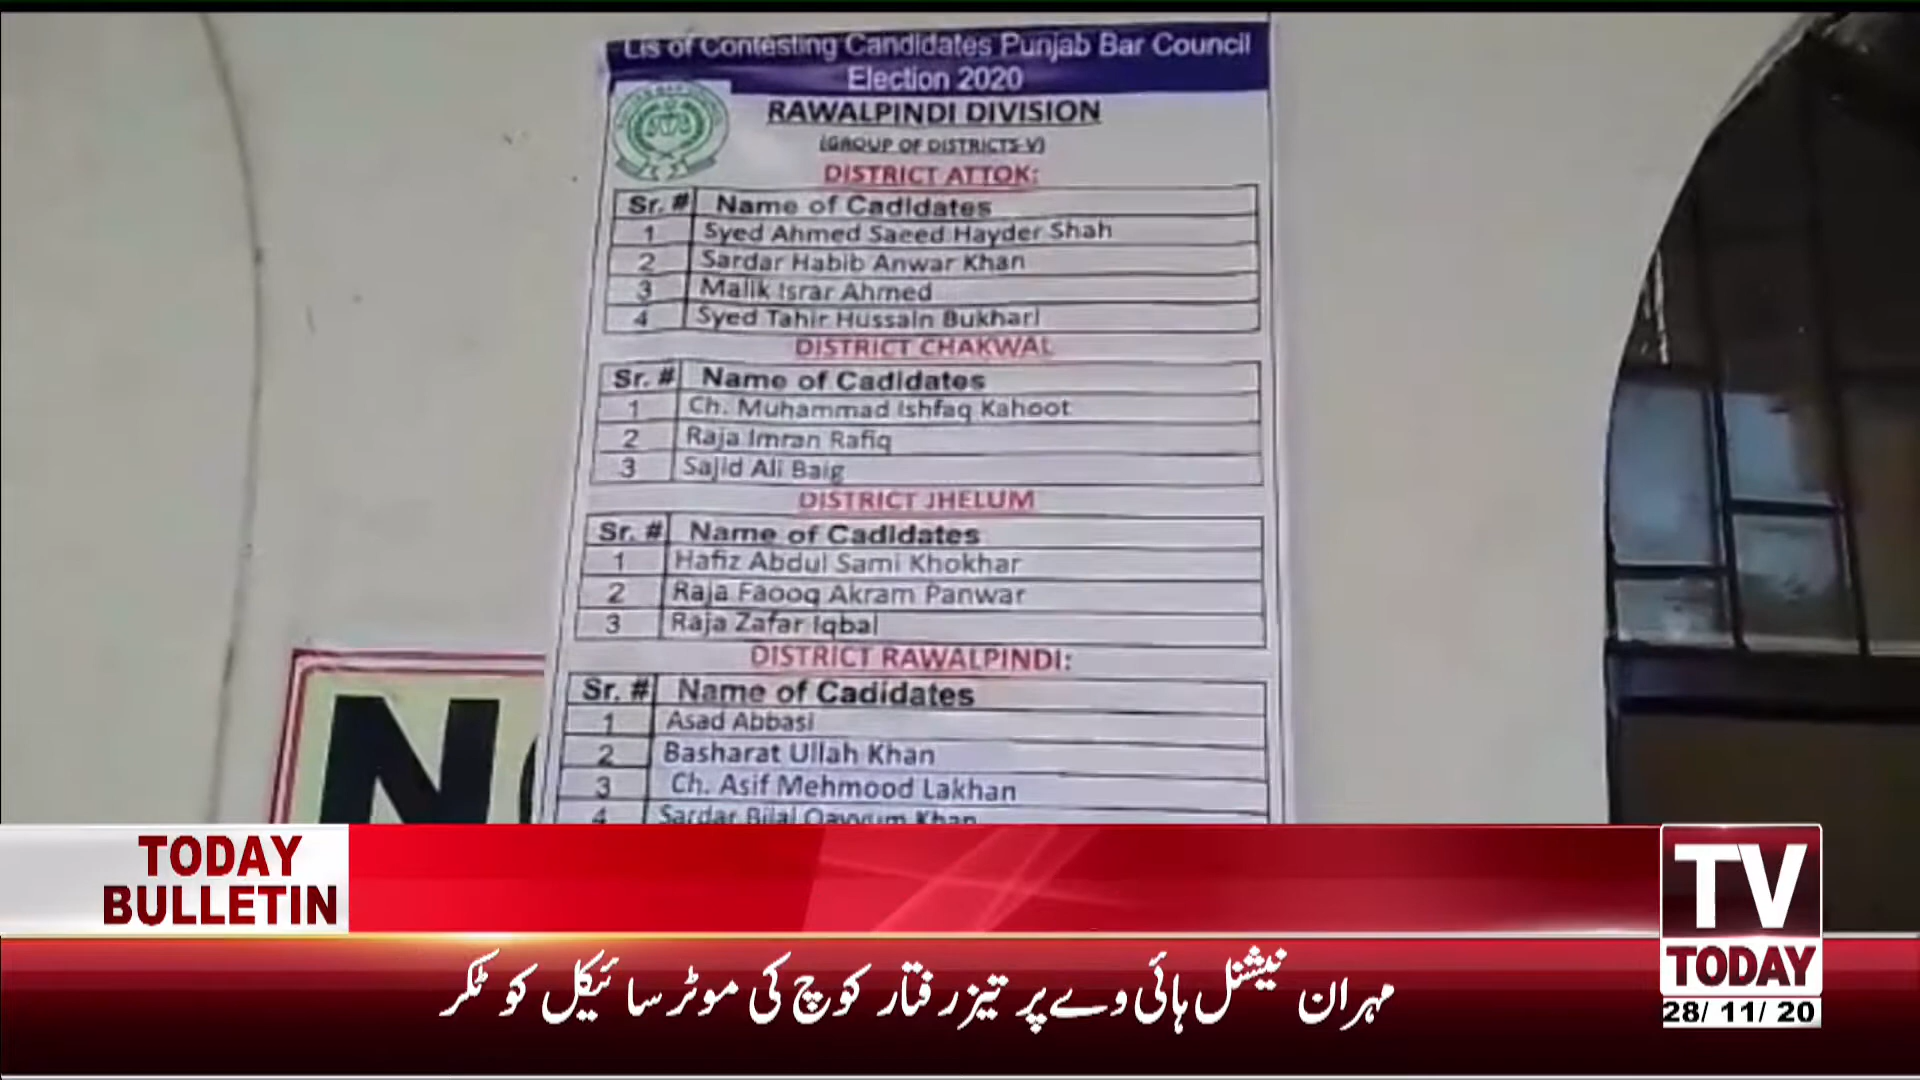 Lis of Contesting Candidates Punjab Bar Council
Election 2020
RAWALPINDI DIVISION
(GROUP OF DISTRICTS-V)
DISTRICT ATTOK:
Sr. # Name of Cadidates
1 Syed Ahmed Saeed Hayder Shah
2 Sardar Habib Anwar Khan
3 Malik Israr Ahmed
4 Syed Tahir Hussain Bukhari
DISTRICT CHAKWAL
Sr. # Name of Cadidates
1 Ch. Muhammad Ishfaq Kahoot
2 Raja Imran Rafiq
3 Sajid Ali Baig
DISTRICT JHELUM
Sr. # Name of Cadidates
1 Hafiz Abdul Sami Khokhar
2 Raja Faooq Akram Panwar
3 Raja Zafar Iqbal
DISTRICT RAWALPINDI:
Sr. # Name of Cadidates
1 Asad Abbasi
2 Basharat Ullah Khan
3 Ch. Asif Mehmood Lakhan
4 Sardar Bilal Qayyum Khan
N
TODAY
BULLETIN
TV
TODAY
28/ 11/ 20
مہران نیشنل ہائی وے پر تیز رفتار کوچ کی موٹر سائیکل کو ٹکر